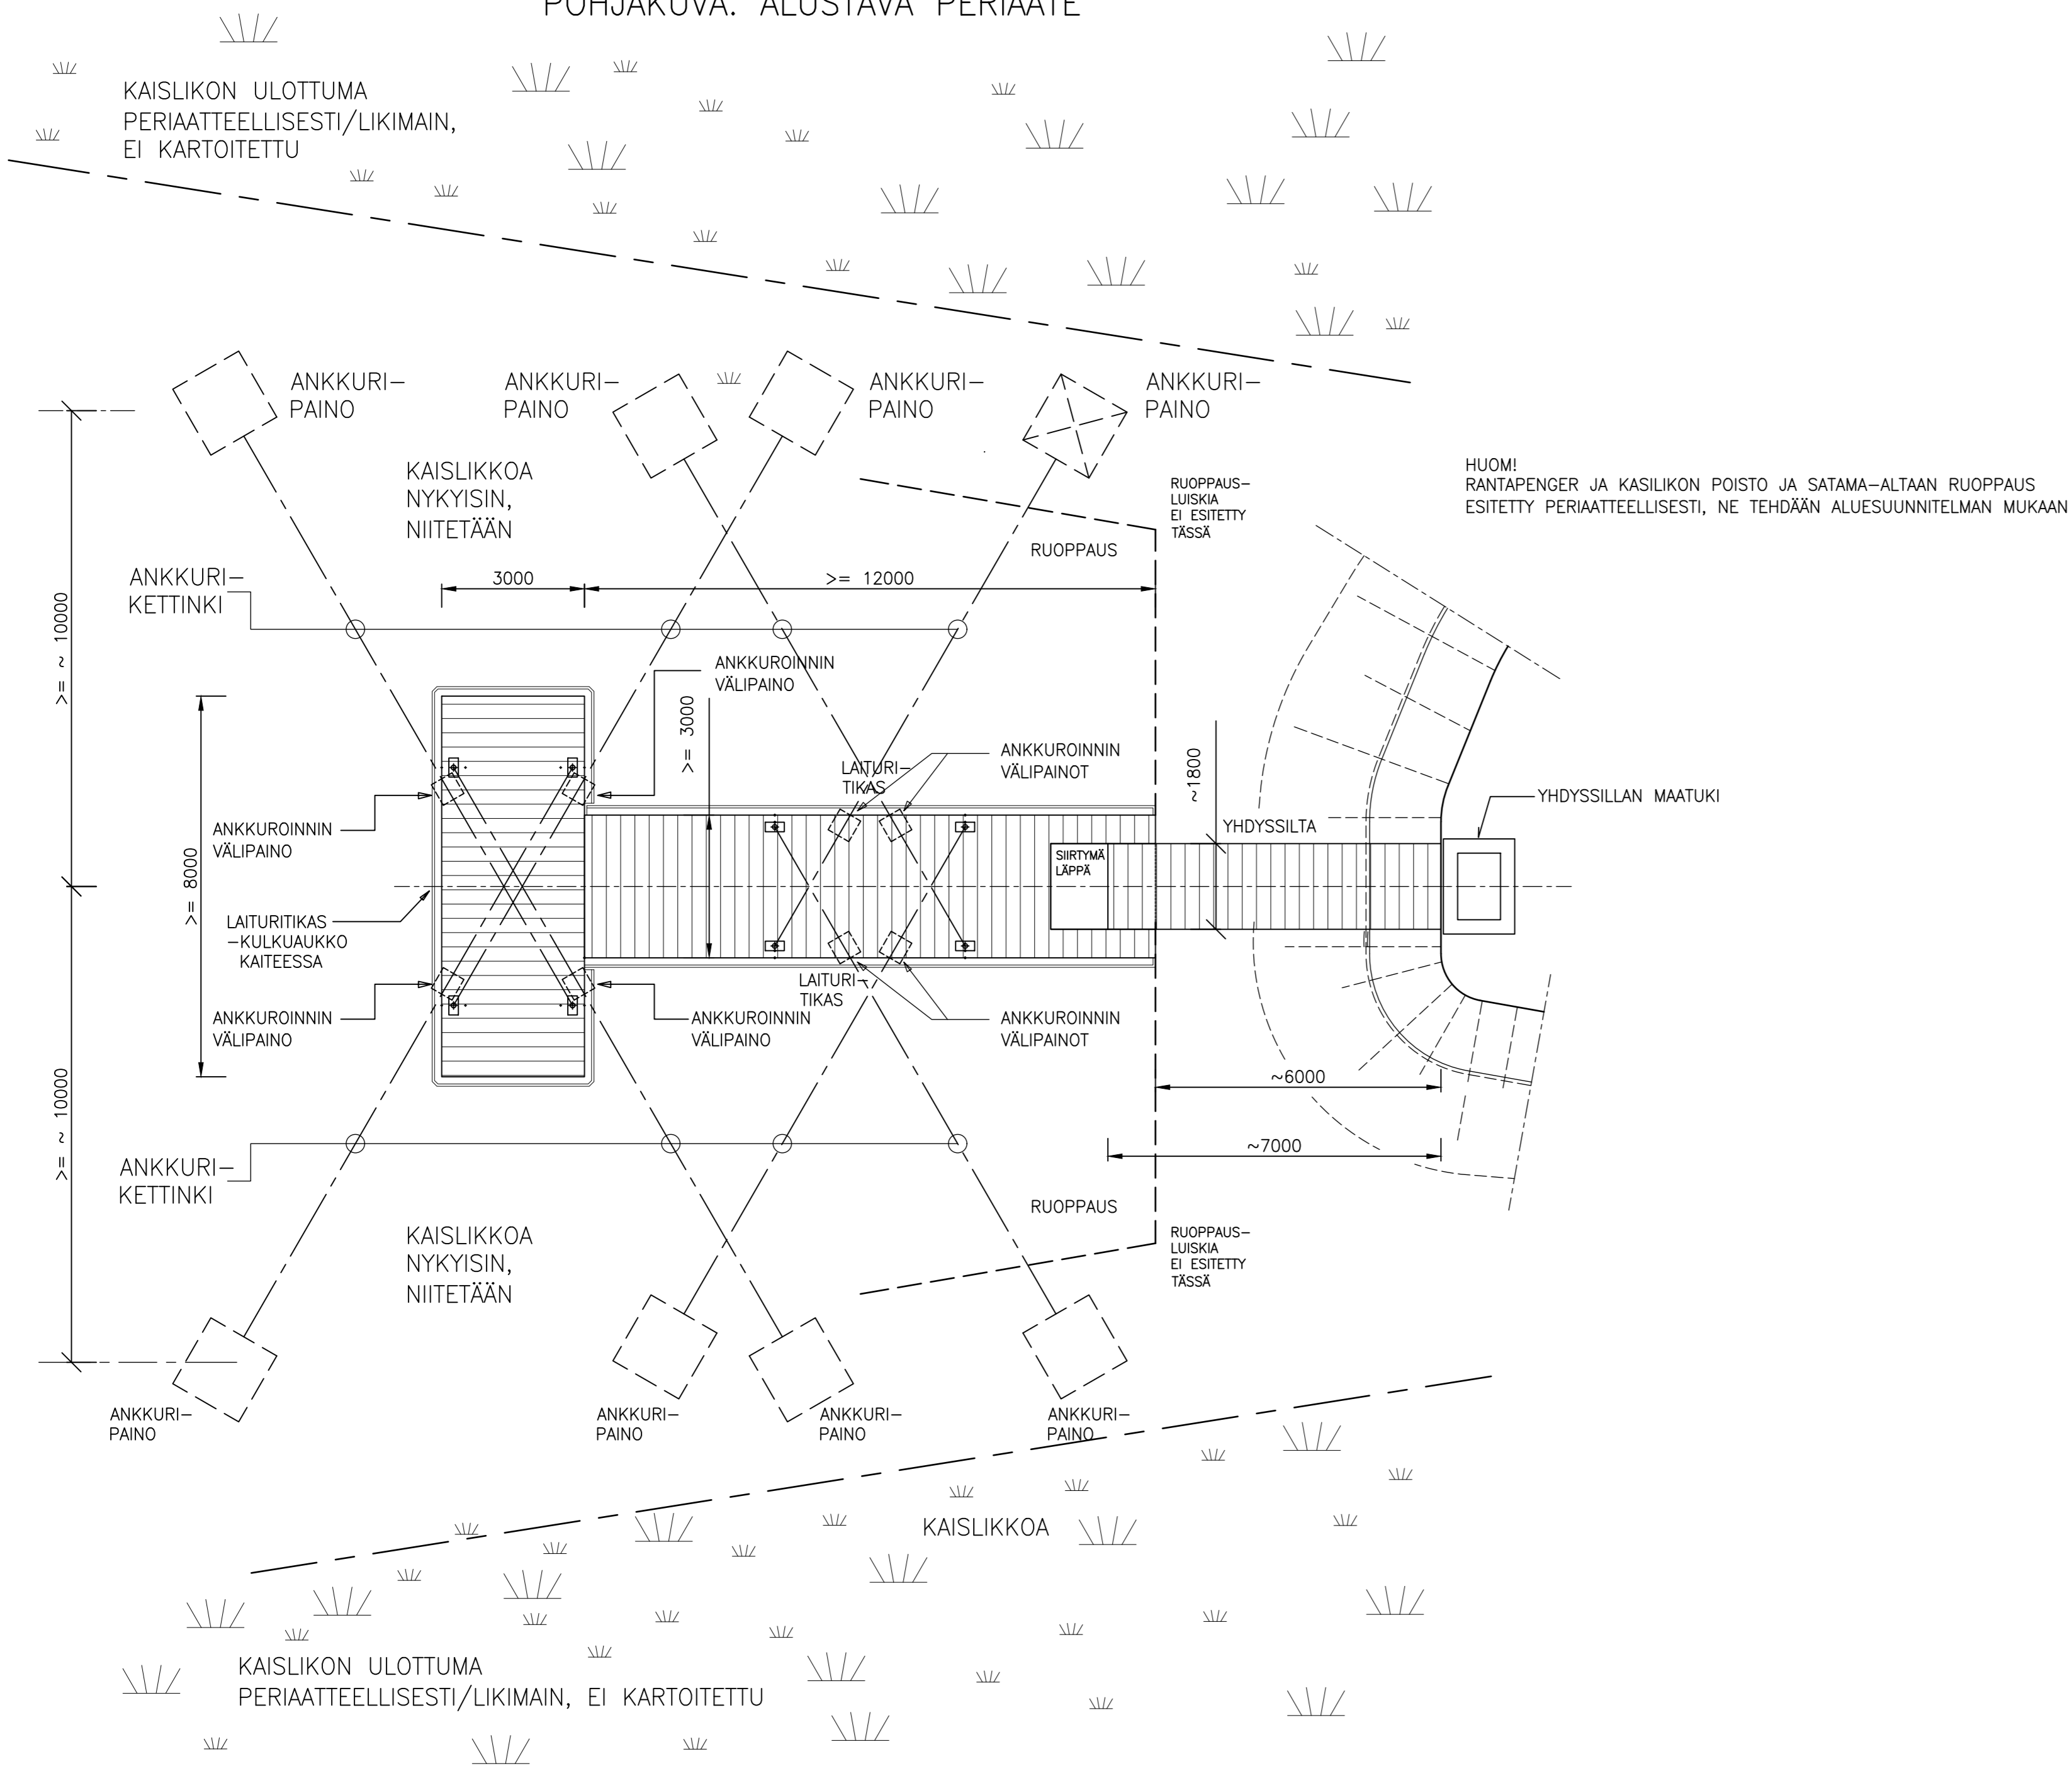 POHJAKUVA: ALUSTAVA PERIAATE
KAISLIKON ULOTTUMA
PERIAATTEELLISESTI/LIKIMAIN,
EI KARTOITETTU
ANKKURI-
PAINO
ANKKURI-
PAINO
ANKKURI-
PAINO
ANKKURI-
PAINO
KAISLIKKOA
NYKYISIN,
NIITETÄÄN
RUOPPAUS-
LUISKIA
EI ESITETTY
TÄSSÄ
HUOM!
RANTAPENGER JA KASILIKON POISTO JA SATAMA-ALTAAN RUOPPAUS
ESITETTY PERIAATTEELLISESTI, NE TEHDÄÄN ALUESUUNNITELMAN MUKAAN
RUOPPAUS
ANKKURI-
KETTINKI
3000
>= 12000
>= ~ 10000
ANKKUROINNIN
VÄLIPAINO
>= 3000
ANKKUROINNIN
VÄLIPAINOT
LAITURI-
TIKAS
~1800
YHDYSSILLAN MAATUKI
YHDYSSILTA
ANKKUROINNIN
VÄLIPAINO
SIIRTYMÄ
LÄPPÄ
>= 8000
LAITURITIKAS
-KULKUAUKKO
KAITEESSA
LAITURI-
TIKAS
ANKKUROINNIN
VÄLIPAINO
ANKKUROINNIN
VÄLIPAINO
ANKKUROINNIN
VÄLIPAINOT
~6000
>= ~ 10000
~7000
ANKKURI-
KETTINKI
RUOPPAUS
KAISLIKKOA
NYKYISIN,
NIITETÄÄN
RUOPPAUS-
LUISKIA
EI ESITETTY
TÄSSÄ
ANKKURI-
PAINO
ANKKURI-
PAINO
ANKKURI-
PAINO
ANKKURI-
PAINO
KAISLIKKOA
KAISLIKON ULOTTUMA
PERIAATTEELLISESTI/LIKIMAIN, EI KARTOITETTU